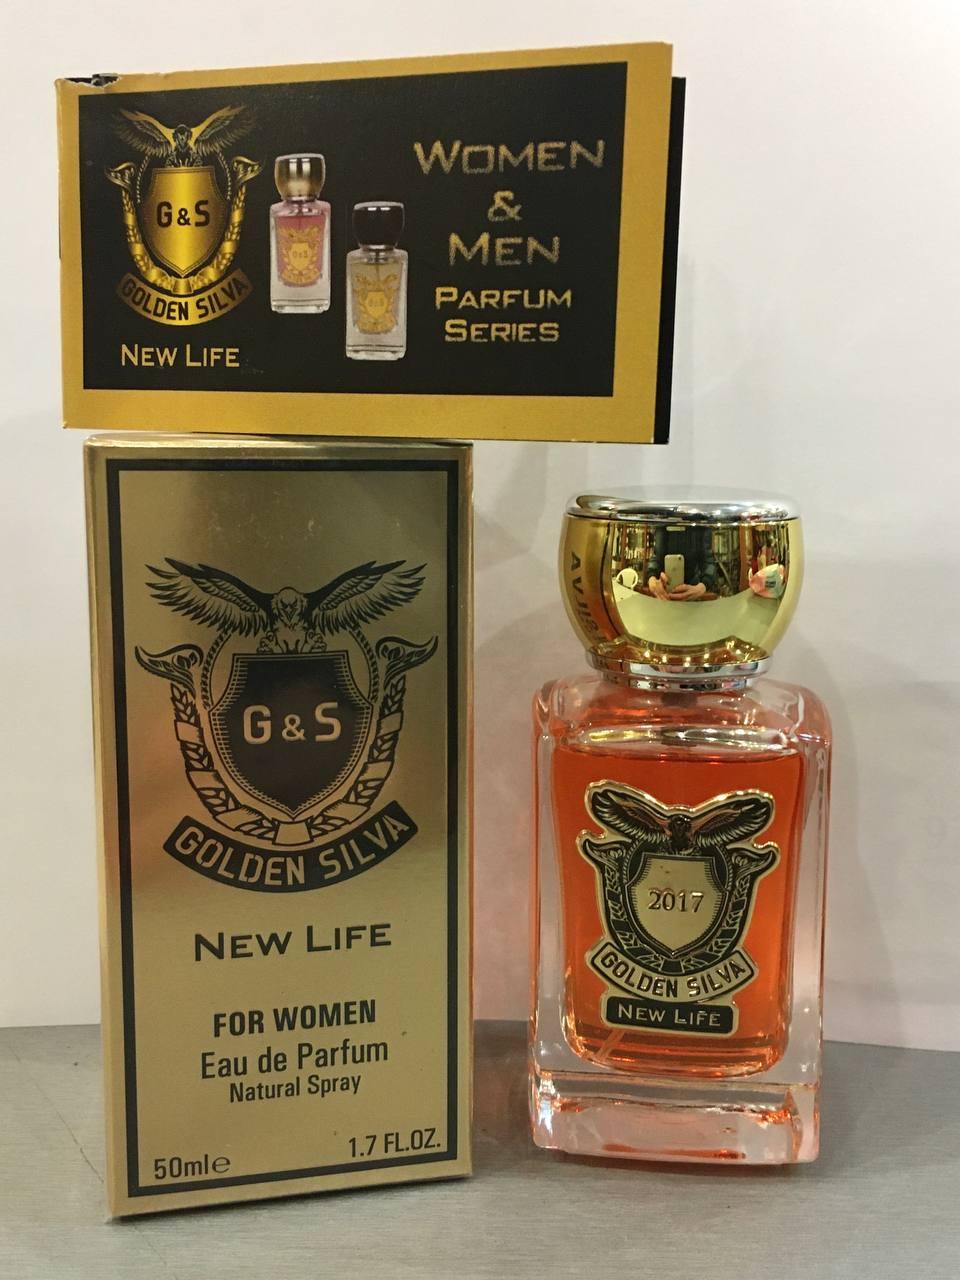 G & S
GOLDEN SILVA
NEW LIFE
WOMEN
&
MEN
PARFUM
SERIES
G & S
G & S
G & S
GOLDEN SILVA
NEW LIFE
FOR WOMEN
Eau de Parfum
Natural Spray
50ml℮
1.7 FL.OZ.
2017
GOLDEN SILVA
NEW LIFE